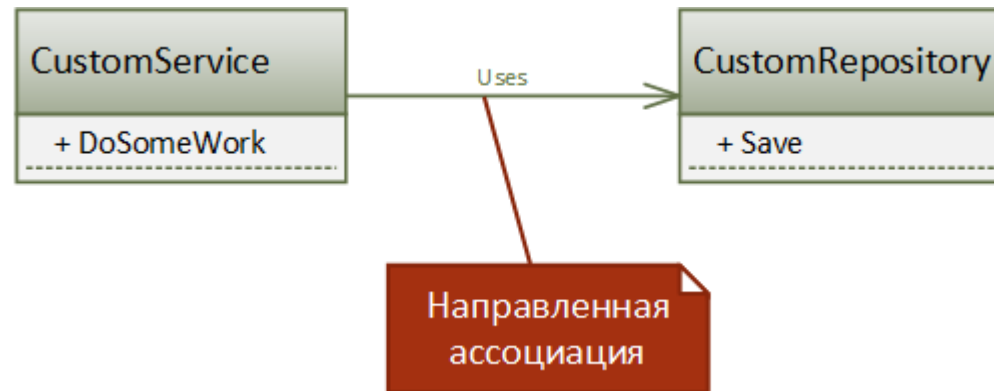 CustomService
Uses
CustomRepository
+ DoSomeWork
+ Save
Направленная
ассоциация